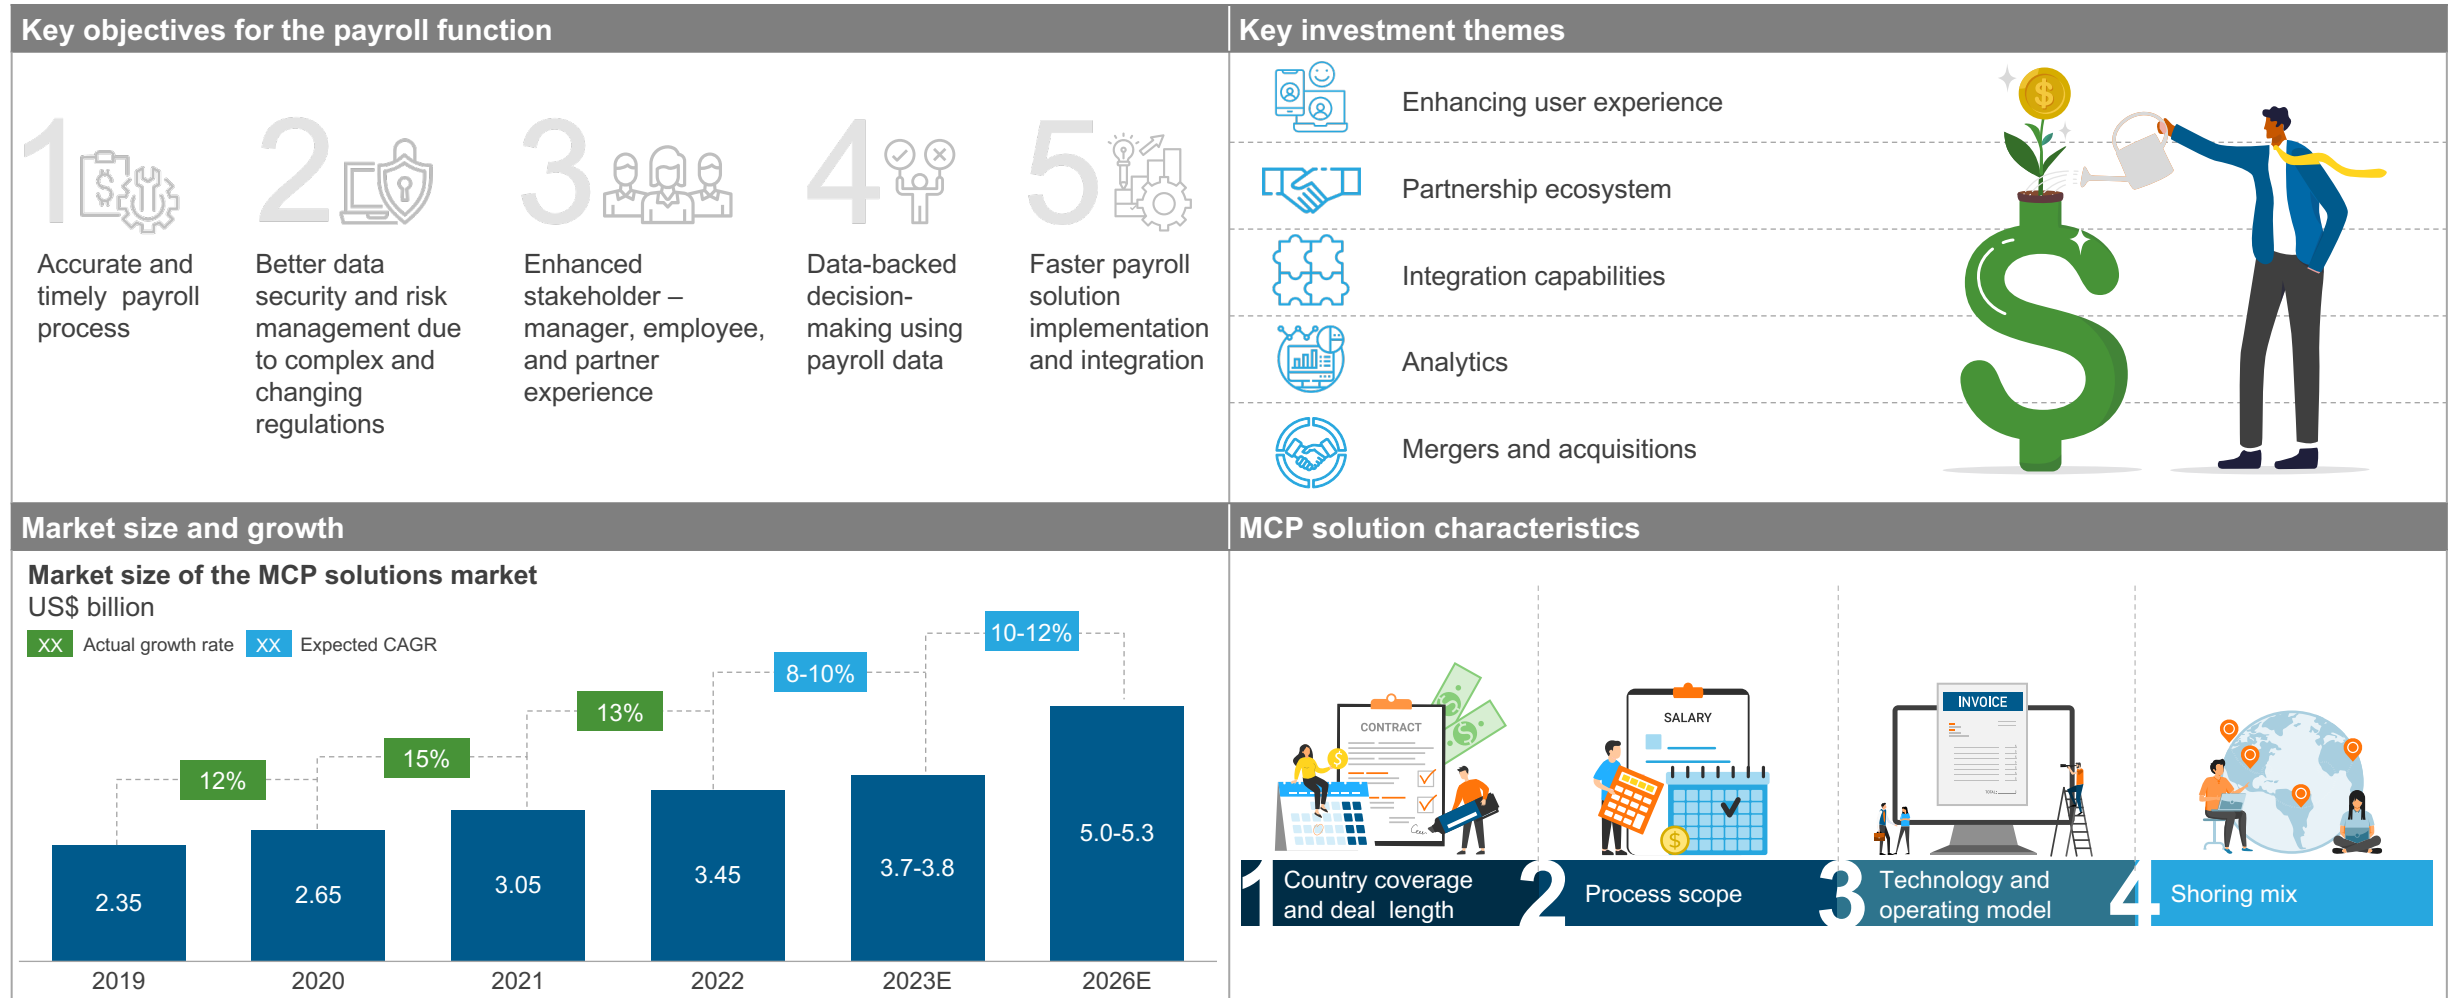 Key objectives for the payroll function
1
2
3
4
5
Accurate and
timely payroll
process
Better data
security and risk
management due
to complex and
changing
regulations
Enhanced
stakeholder –
manager, employee,
and partner
experience
Data-backed
decision-
making using
payroll data
Faster payroll
solution
implementation
and integration
Key investment themes
Enhancing user experience
Partnership ecosystem
Integration capabilities
Analytics
Mergers and acquisitions
Market size and growth
Market size of the MCP solutions market
US$ billion
XX Actual growth rate XX Expected CAGR
12%
15%
13%
8-10%
10-12%
2.35
2.65
3.05
3.45
3.7-3.8
5.0-5.3
2019
2020
2021
2022
2023E
2026E
MCP solution characteristics
CONTRACT
SALARY
INVOICE
TOTAL:
1 Country coverage
and deal length
2 Process scope
3 Technology and
operating model
4 Shoring mix